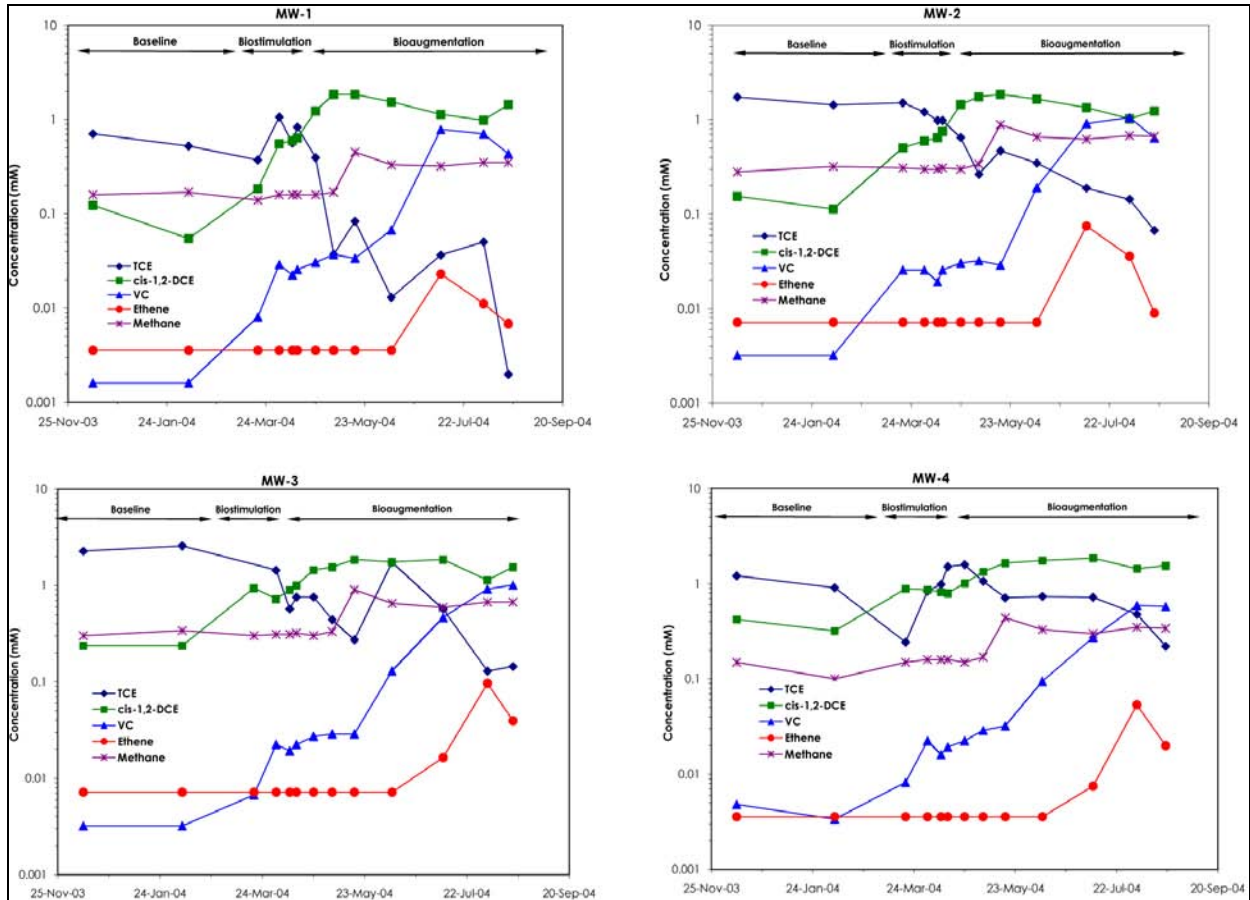 MW-1
Baseline Biostimulation Bioaugmentation
Concentration (mM)
10
1
0.1
0.01
0.001
TCE
cis-1,2-DCE
VC
Ethene
Methane
25-Nov-03 24-Jan-04 24-Mar-04 23-May-04 22-Jul-04 20-Sep-04
MW-2
Baseline Biostimulation Bioaugmentation
Concentration (mM)
10
1
0.1
0.01
0.001
TCE
cis-1,2-DCE
VC
Ethene
Methane
25-Nov-03 24-Jan-04 24-Mar-04 23-May-04 22-Jul-04 20-Sep-04
MW-3
Baseline Biostimulation Bioaugmentation
Concentration (mM)
10
1
0.1
0.01
0.001
TCE
cis-1,2-DCE
VC
Ethene
Methane
25-Nov-03 24-Jan-04 24-Mar-04 23-May-04 22-Jul-04 20-Sep-04
MW-4
Baseline Biostimulation Bioaugmentation
Concentration (mM)
10
1
0.1
0.01
0.001
TCE
cis-1,2-DCE
VC
Ethene
Methane
25-Nov-03 24-Jan-04 24-Mar-04 23-May-04 22-Jul-04 20-Sep-04